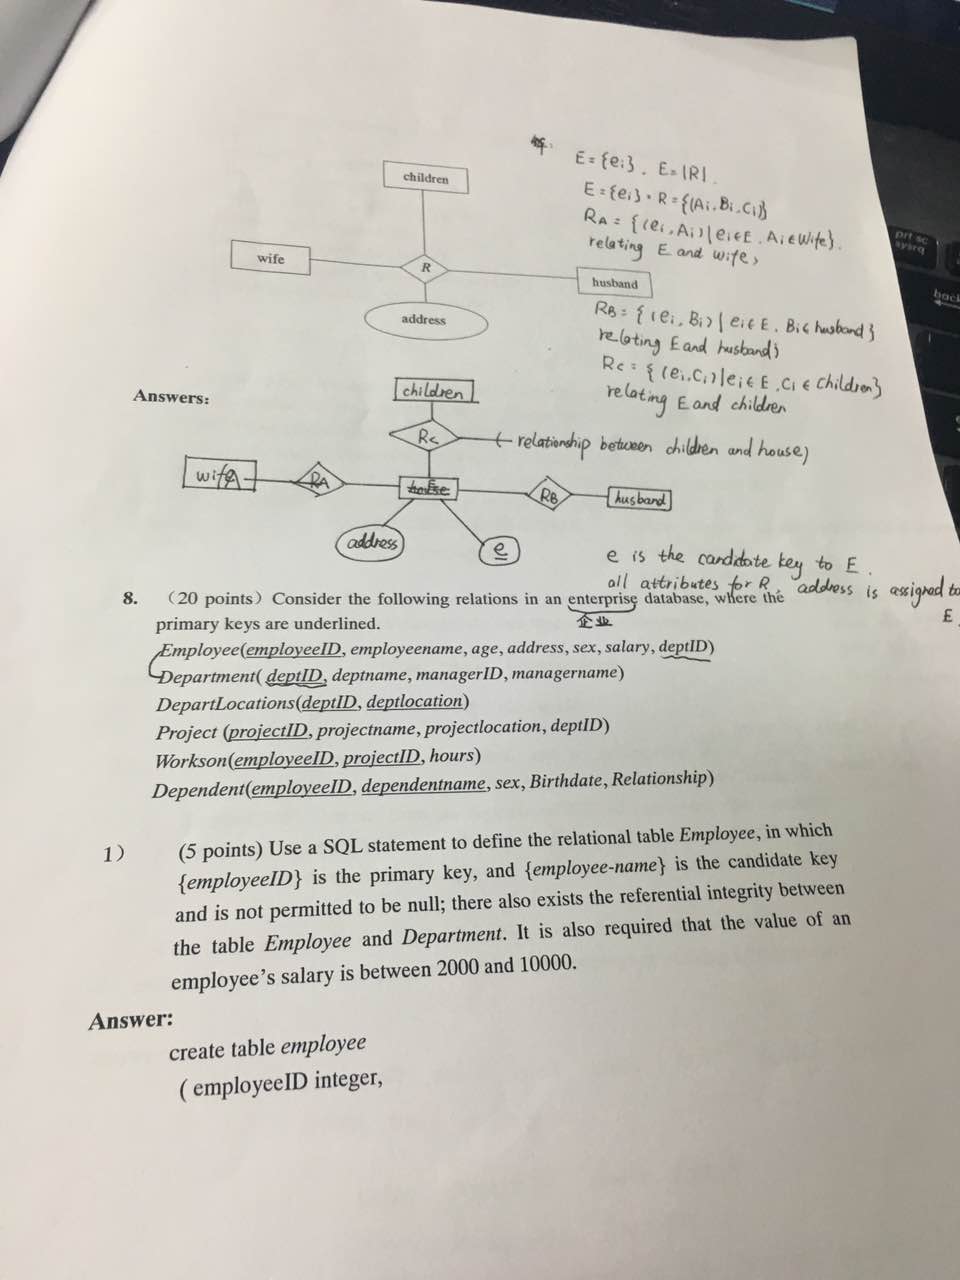 解:
E={ei}. E=|R|.
E={ei}. R={(Ai.Bi.Ci)}
RA = {(ei,Ai)|ei∈E. Ai∈Wife}.
relating E and wife;
children
wife
R
husband
address
RB = {(ei,Bi)|ei∈E. Bi∈husband}
relating E and husband;
Rc = {(ei,Ci)|ei∈E.Ci∈Children}
relating E and children
Answers:
children
Rc
(relationship between children and house)
wife
RA
E
RB
husband
address
e
e is the candidate key to E.
all attributes for R, address is assigned to
E.
8. (20 points) Consider the following relations in an enterprise database, where the
企业
primary keys are underlined.
Employee(employeeID, employeename, age, address, sex, salary, deptID)
Department( deptID, deptname, managerID, managername)
DepartLocations(deptID, deptlocation)
Project (projectID, projectname, projectlocation, deptID)
Workson(employeeID, projectID, hours)
Dependent(employeeID, dependentname, sex, Birthdate, Relationship)
1) (5 points) Use a SQL statement to define the relational table Employee, in which
{employeeID} is the primary key, and {employee-name} is the candidate key
and is not permitted to be null; there also exists the referential integrity between
the table Employee and Department. It is also required that the value of an
employee's salary is between 2000 and 10000.
Answer:
create table employee
( employeeID integer,
prt sc
sysrq